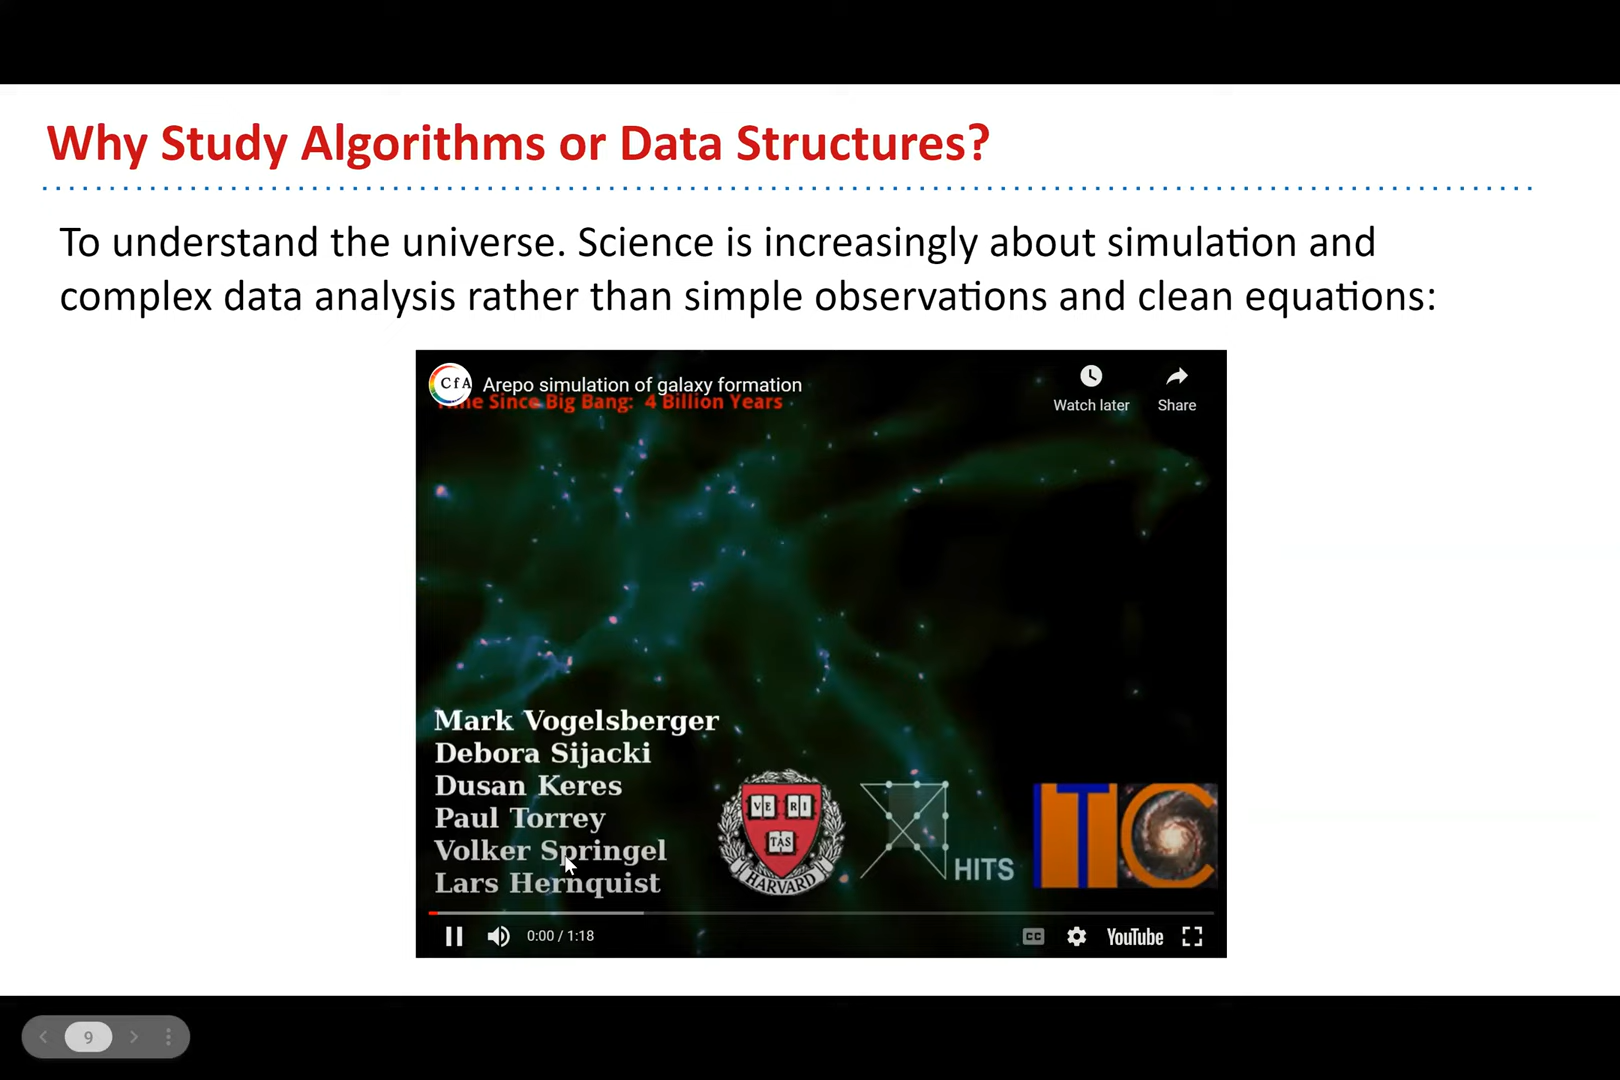 Why Study Algorithms or Data Structures?
To understand the universe. Science is increasingly about simulation and
complex data analysis rather than simple observations and clean equations:
CfA Arepo simulation of galaxy formation
Watch later
Share
Since Big Bang: 4 Billion Years
Mark Vogelsberger
Debora Sijacki
Dusan Keres
Paul Torrey
Volker Springel
Lars Hernquist
VE RI
TAS
HARVARD
HITS
ITC
0:00 / 1:18
CC
YouTube
9